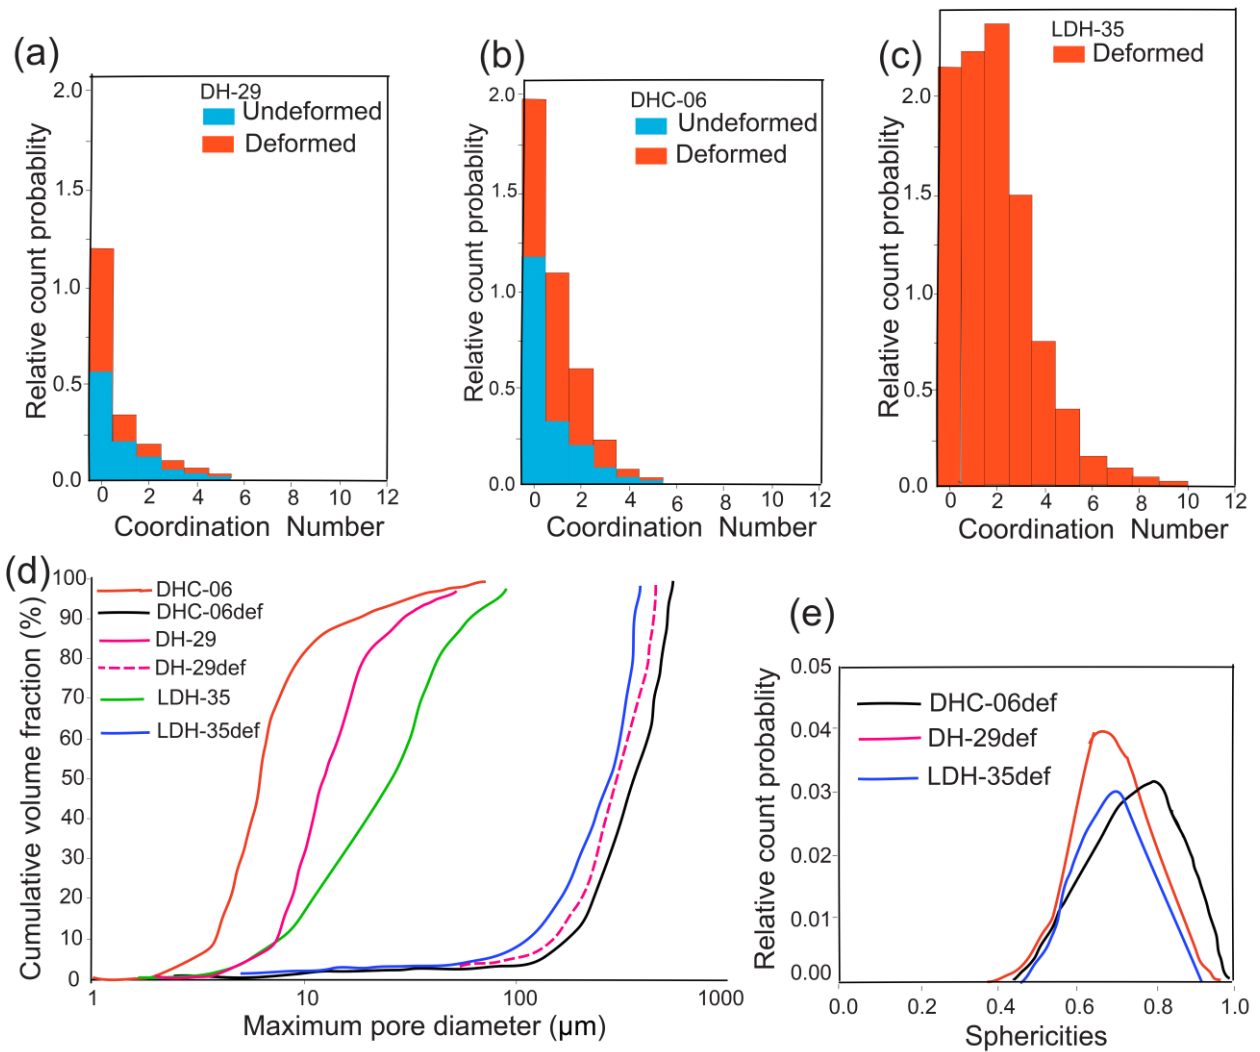 (a)
DH-29
Undeformed
Deformed
Relative count probablity
2.0
1.5
1.0
0.5
0.0
0 2 4 6 8 10 12
Coordination Number
(b)
DHC-06
Undeformed
Deformed
Relative count probablity
2.0
1.5
1.0
0.5
0.0
0 2 4 6 8 10 12
Coordination Number
(c)
LDH-35
Deformed
Relative count probablity
2.0
1.5
1.0
0.5
0.0
0 2 4 6 8 10 12
Coordination Number
(d)
DHC-06
DHC-06def
DH-29
DH-29def
LDH-35
LDH-35def
Cumulative volume fraction (%)
100
90
80
70
60
50
40
30
20
10
0
1 10 100 1000
Maximum pore diameter (µm)
(e)
DHC-06def
DH-29def
LDH-35def
Relative count probablity
0.05
0.04
0.03
0.02
0.01
0.00
0.0 0.2 0.4 0.6 0.8 1.0
Sphericities